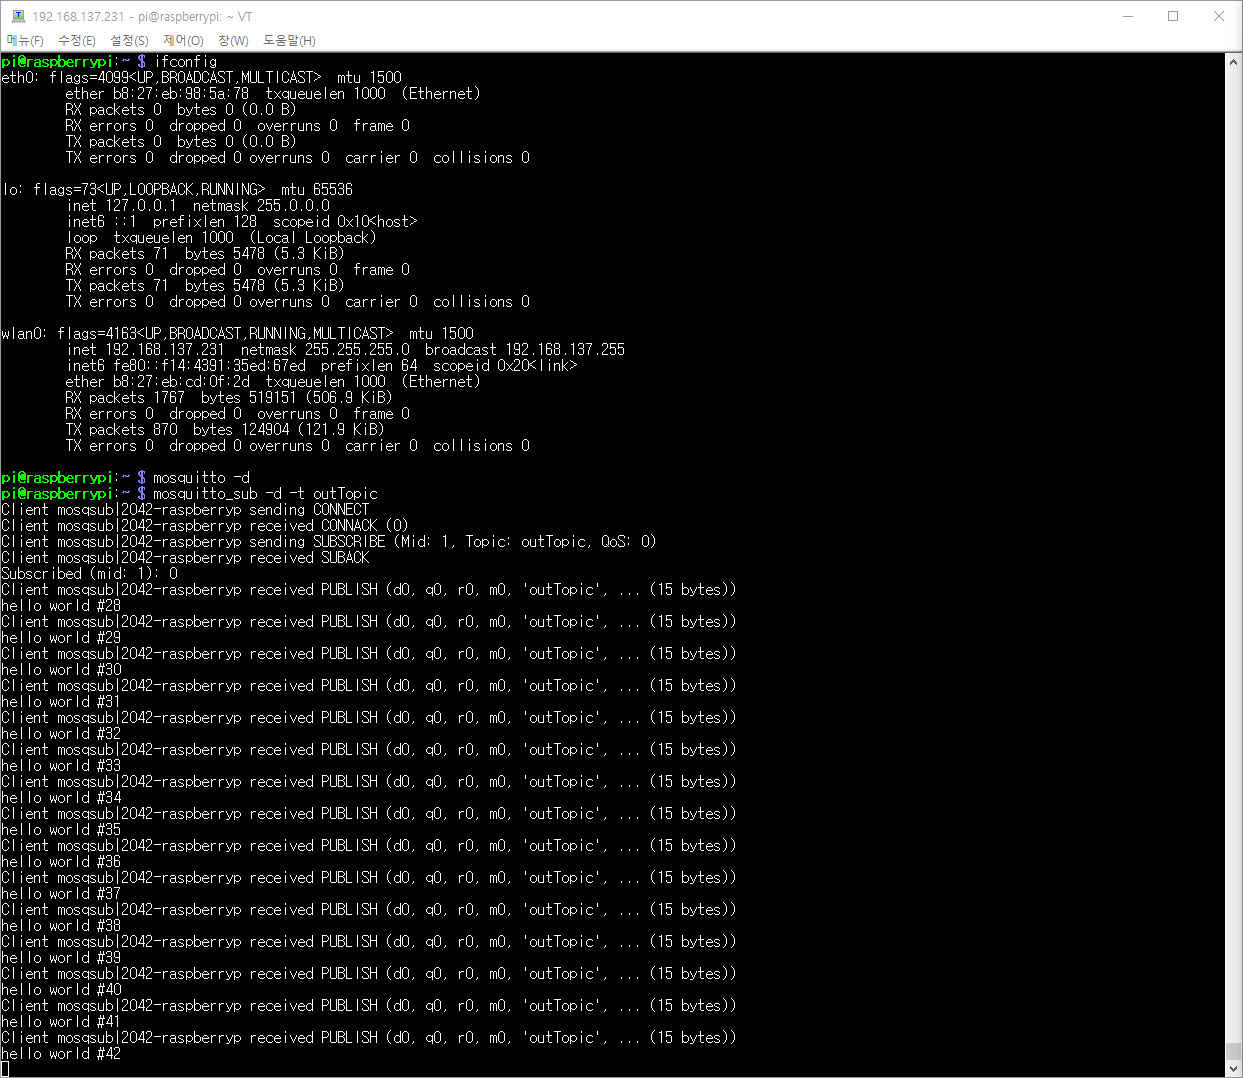 192.168.137.231 - pi@raspberrypi: ~ VT
메뉴(F) 수정(E) 설정(S) 제어(O) 창(W) 도움말(H)
pi@raspberrypi:~ $ ifconfig
eth0: flags=4099<UP,BROADCAST,MULTICAST>  mtu 1500
        ether b8:27:eb:98:5a:78  txqueuelen 1000  (Ethernet)
        RX packets 0  bytes 0 (0.0 B)
        RX errors 0  dropped 0  overruns 0  frame 0
        TX packets 0  bytes 0 (0.0 B)
        TX errors 0  dropped 0 overruns 0  carrier 0  collisions 0
lo: flags=73<UP,LOOPBACK,RUNNING>  mtu 65536
        inet 127.0.0.1  netmask 255.0.0.0
        inet6 ::1  prefixlen 128  scopeid 0x10<host>
        loop  txqueuelen 1000  (Local Loopback)
        RX packets 71  bytes 5478 (5.3 KiB)
        RX errors 0  dropped 0  overruns 0  frame 0
        TX packets 71  bytes 5478 (5.3 KiB)
        TX errors 0  dropped 0 overruns 0  carrier 0  collisions 0
wlan0: flags=4163<UP,BROADCAST,RUNNING,MULTICAST>  mtu 1500
        inet 192.168.137.231  netmask 255.255.255.0  broadcast 192.168.137.255
        inet6 fe80::f14:4391:35ed:67ed  prefixlen 64  scopeid 0x20<link>
        ether b8:27:eb:cd:0f:2d  txqueuelen 1000  (Ethernet)
        RX packets 1767  bytes 519151 (506.9 KiB)
        RX errors 0  dropped 0  overruns 0  frame 0
        TX packets 870  bytes 124904 (121.9 KiB)
        TX errors 0  dropped 0 overruns 0  carrier 0  collisions 0
pi@raspberrypi:~ $ mosquitto -d
pi@raspberrypi:~ $ mosquitto_sub -d -t outTopic
Client mosqsub|2042-raspberryp sending CONNECT
Client mosqsub|2042-raspberryp received CONNACK (0)
Client mosqsub|2042-raspberryp sending SUBSCRIBE (Mid: 1, Topic: outTopic, QoS: 0)
Client mosqsub|2042-raspberryp received SUBACK
Subscribed (mid: 1): 0
Client mosqsub|2042-raspberryp received PUBLISH (d0, q0, r0, m0, 'outTopic', ... (15 bytes))
hello world #28
Client mosqsub|2042-raspberryp received PUBLISH (d0, q0, r0, m0, 'outTopic', ... (15 bytes))
hello world #29
Client mosqsub|2042-raspberryp received PUBLISH (d0, q0, r0, m0, 'outTopic', ... (15 bytes))
hello world #30
Client mosqsub|2042-raspberryp received PUBLISH (d0, q0, r0, m0, 'outTopic', ... (15 bytes))
hello world #31
Client mosqsub|2042-raspberryp received PUBLISH (d0, q0, r0, m0, 'outTopic', ... (15 bytes))
hello world #32
Client mosqsub|2042-raspberryp received PUBLISH (d0, q0, r0, m0, 'outTopic', ... (15 bytes))
hello world #33
Client mosqsub|2042-raspberryp received PUBLISH (d0, q0, r0, m0, 'outTopic', ... (15 bytes))
hello world #34
Client mosqsub|2042-raspberryp received PUBLISH (d0, q0, r0, m0, 'outTopic', ... (15 bytes))
hello world #35
Client mosqsub|2042-raspberryp received PUBLISH (d0, q0, r0, m0, 'outTopic', ... (15 bytes))
hello world #36
Client mosqsub|2042-raspberryp received PUBLISH (d0, q0, r0, m0, 'outTopic', ... (15 bytes))
hello world #37
Client mosqsub|2042-raspberryp received PUBLISH (d0, q0, r0, m0, 'outTopic', ... (15 bytes))
hello world #38
Client mosqsub|2042-raspberryp received PUBLISH (d0, q0, r0, m0, 'outTopic', ... (15 bytes))
hello world #39
Client mosqsub|2042-raspberryp received PUBLISH (d0, q0, r0, m0, 'outTopic', ... (15 bytes))
hello world #40
Client mosqsub|2042-raspberryp received PUBLISH (d0, q0, r0, m0, 'outTopic', ... (15 bytes))
hello world #41
Client mosqsub|2042-raspberryp received PUBLISH (d0, q0, r0, m0, 'outTopic', ... (15 bytes))
hello world #42